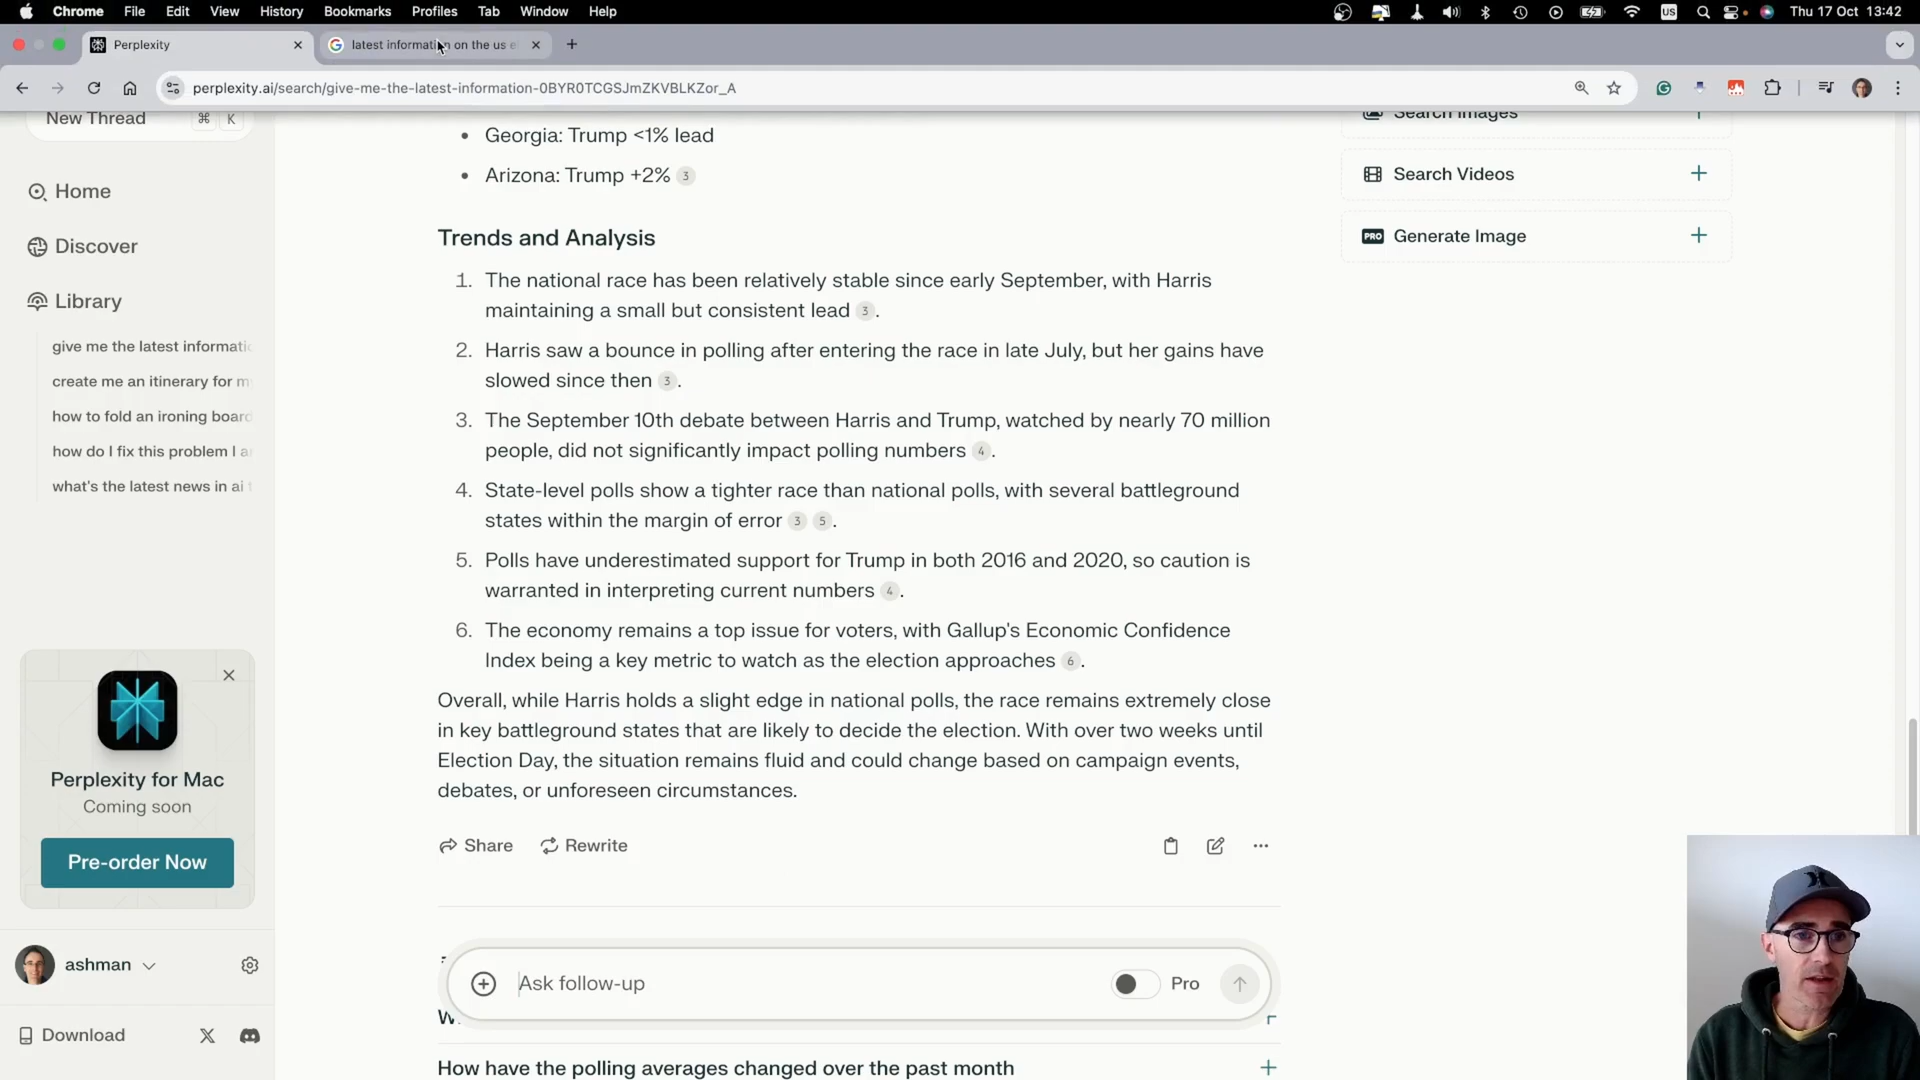 Chrome File Edit View History Bookmarks Profiles Tab Window Help
US
Thu 17 Oct 13:42
Perplexity
latest information on the us e
perplexity.ai/search/give-me-the-latest-information-0BYR0TCGSJmZKVBLKZor_A
New Thread ⌘ K
Home
Discover
Library
give me the latest informatic
create me an itinerary for m
how to fold an ironing board
how do I fix this problem I a
what's the latest news in ai t
Perplexity for Mac
Coming soon
Pre-order Now
ashman
Download
• Georgia: Trump <1% lead
• Arizona: Trump +2% 3
Trends and Analysis
1. The national race has been relatively stable since early September, with Harris
maintaining a small but consistent lead 3.
2. Harris saw a bounce in polling after entering the race in late July, but her gains have
slowed since then 3.
3. The September 10th debate between Harris and Trump, watched by nearly 70 million
people, did not significantly impact polling numbers 4.
4. State-level polls show a tighter race than national polls, with several battleground
states within the margin of error 3 5.
5. Polls have underestimated support for Trump in both 2016 and 2020, so caution is
warranted in interpreting current numbers 4.
6. The economy remains a top issue for voters, with Gallup's Economic Confidence
Index being a key metric to watch as the election approaches 6.
Overall, while Harris holds a slight edge in national polls, the race remains extremely close
in key battleground states that are likely to decide the election. With over two weeks until
Election Day, the situation remains fluid and could change based on campaign events,
debates, or unforeseen circumstances.
Share Rewrite
Ask follow-up Pro
How have the polling averages changed over the past month
Search Images
Search Videos
PRO Generate Image